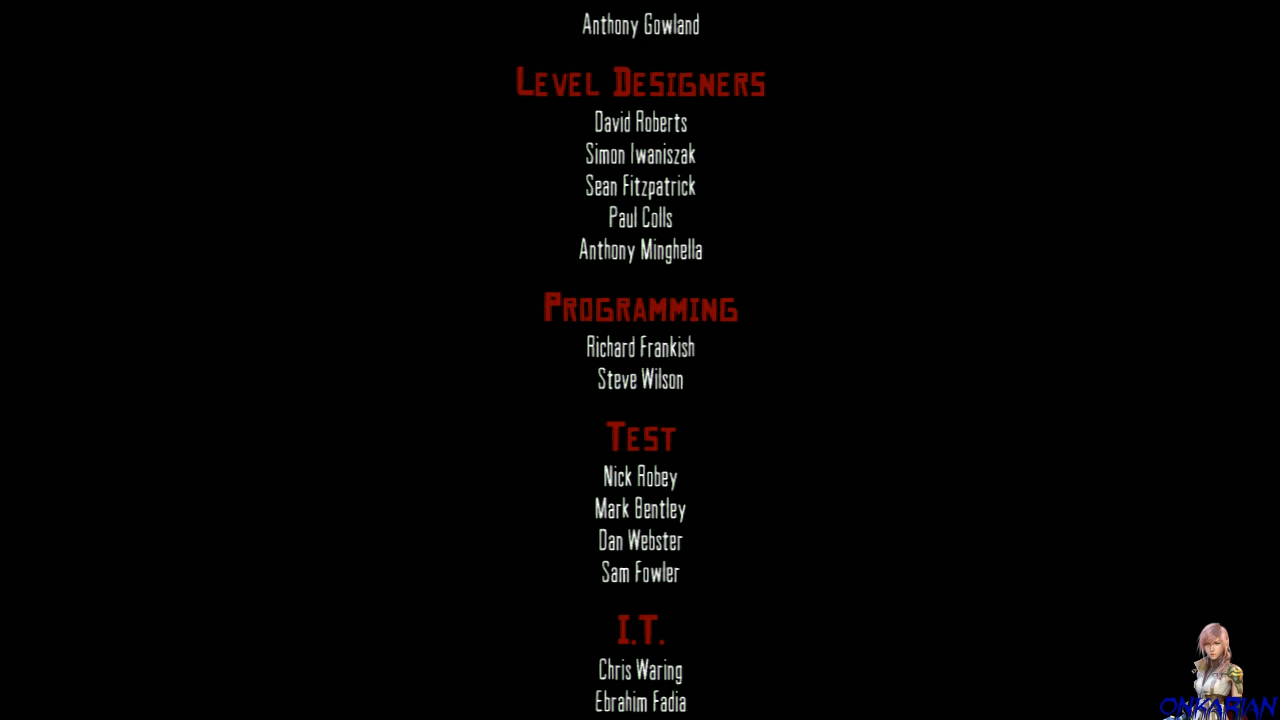 Anthony Gowland
Level Designers
David Roberts
Simon Iwaniszak
Sean Fitzpatrick
Paul Colls
Anthony Minghella
Programming
Richard Frankish
Steve Wilson
Test
Nick Robey
Mark Bentley
Dan Webster
Sam Fowler
I.T.
Chris Waring
Ebrahim Fadia
ONKARIAN